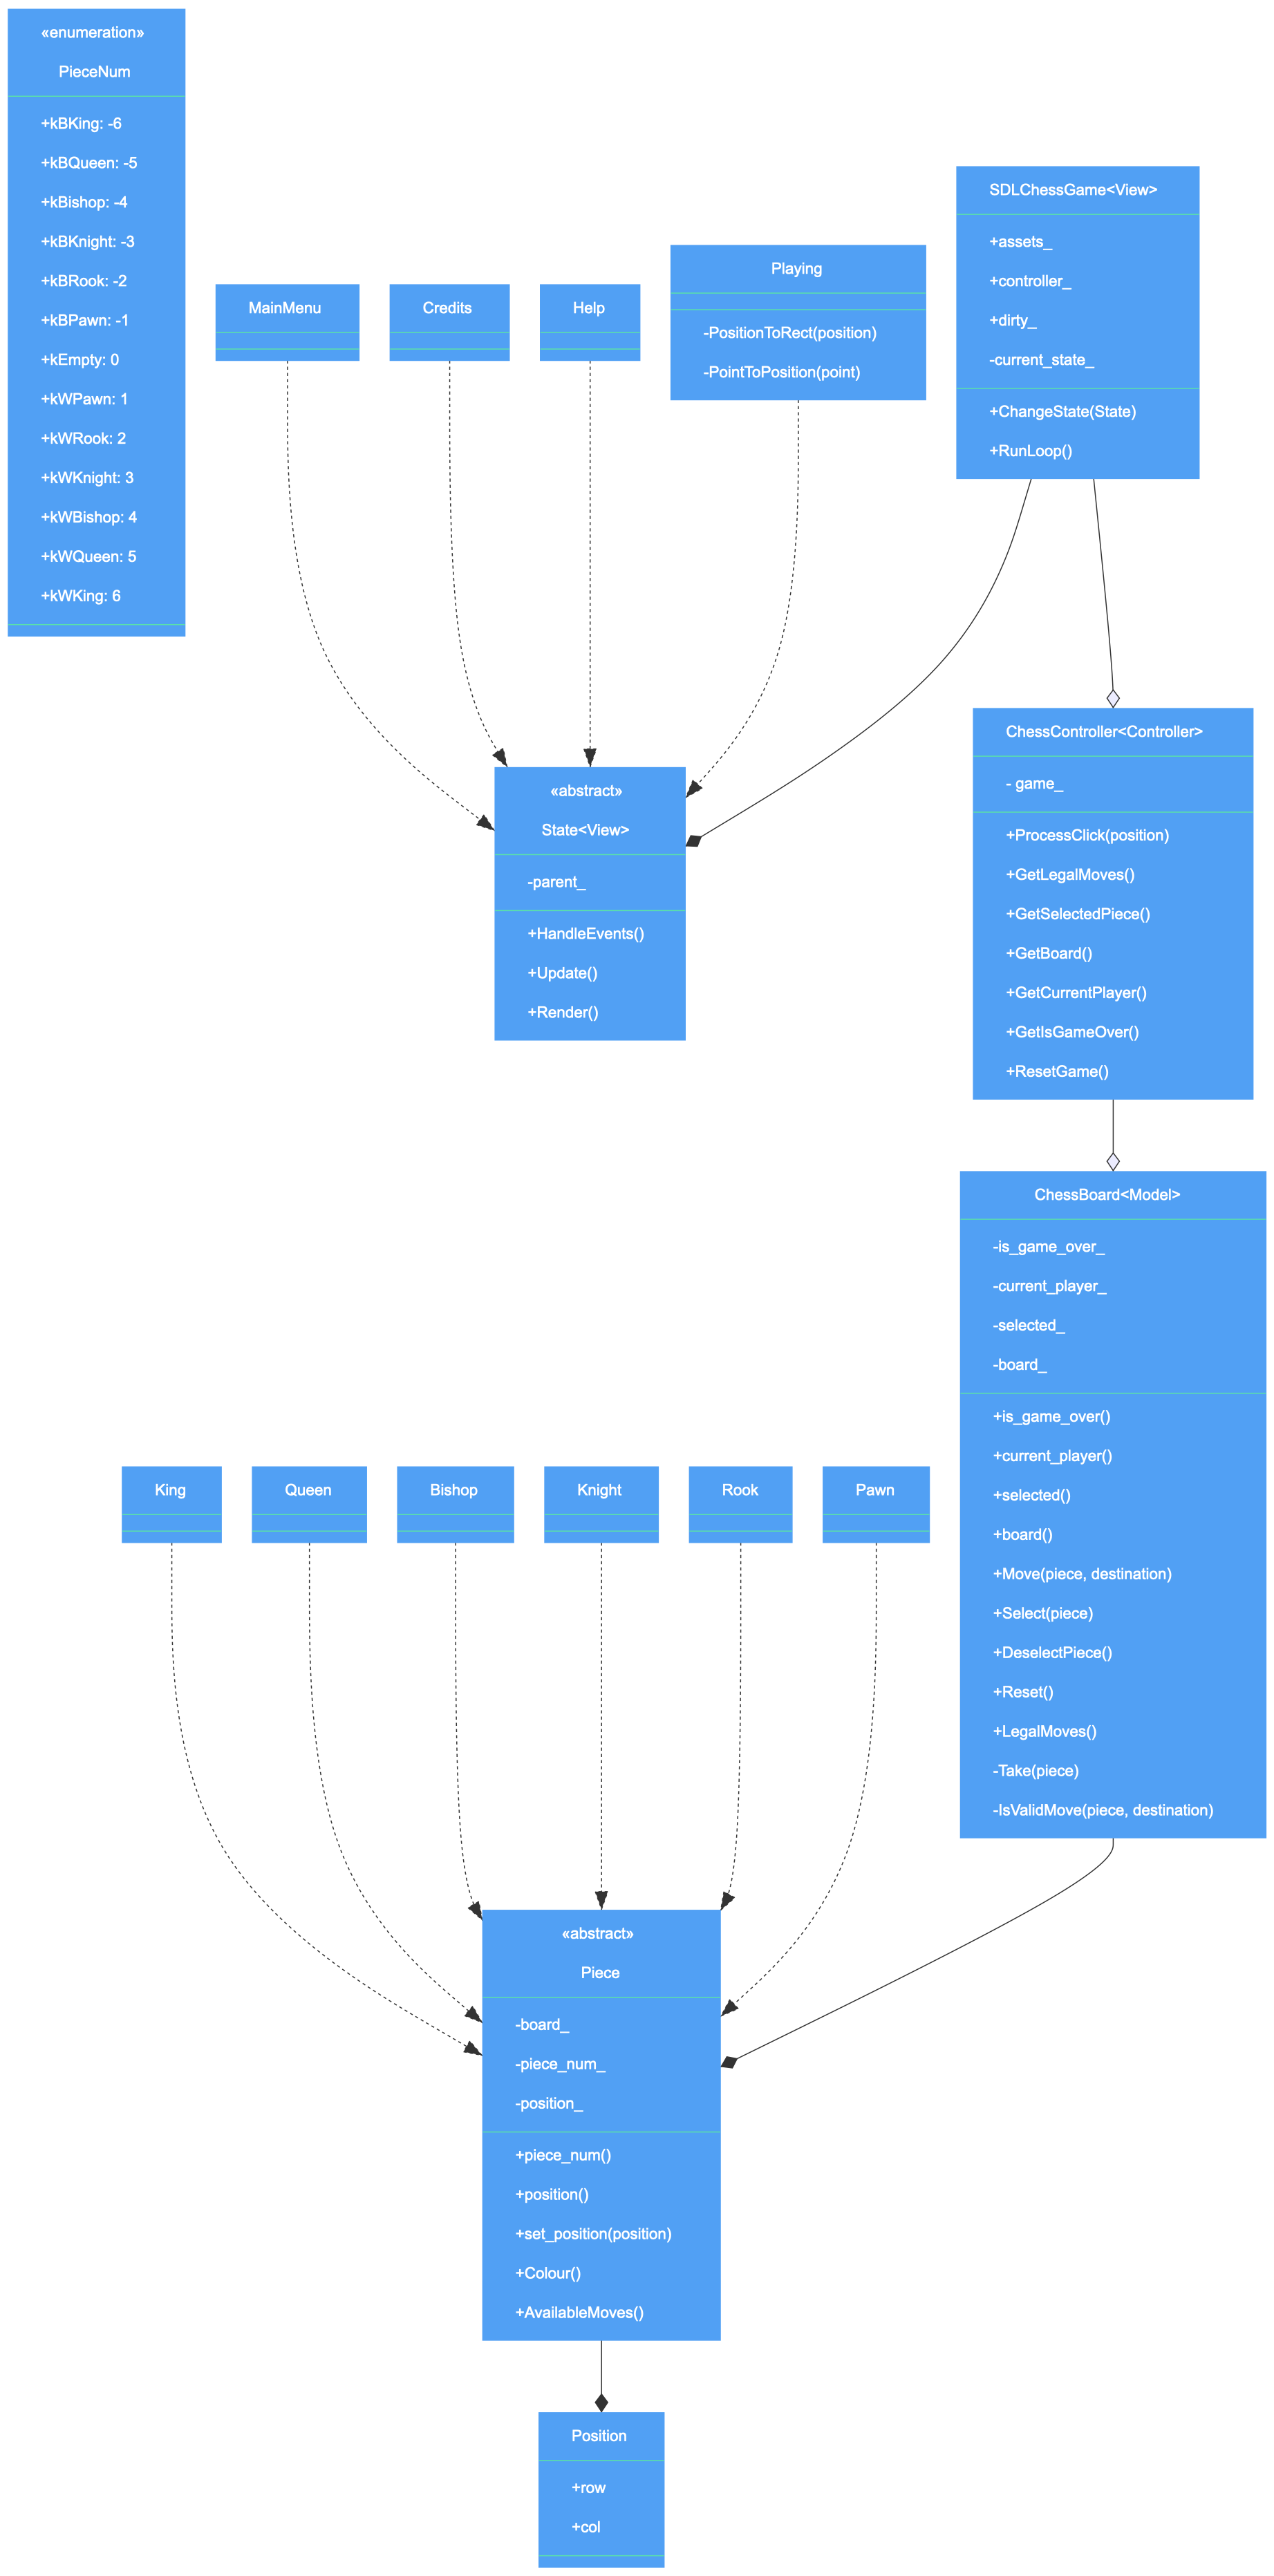 «enumeration»
PieceNum
+kBKing: -6
+kBQueen: -5
+kBishop: -4
+kBKnight: -3
+kBRook: -2
+kBPawn: -1
+kEmpty: 0
+kWPawn: 1
+kWRook: 2
+kWKnight: 3
+kWBishop: 4
+kWQueen: 5
+kWKing: 6
MainMenu
Credits
Help
Playing
-PositionToRect(position)
-PointToPosition(point)
SDLChessGame<View>
+assets_
+controller_
+dirty_
-current_state_
+ChangeState(State)
+RunLoop()
«abstract»
State<View>
-parent_
+HandleEvents()
+Update()
+Render()
ChessController<Controller>
- game_
+ProcessClick(position)
+GetLegalMoves()
+GetSelectedPiece()
+GetBoard()
+GetCurrentPlayer()
+GetIsGameOver()
+ResetGame()
ChessBoard<Model>
-is_game_over_
-current_player_
-selected_
-board_
+is_game_over()
+current_player()
+selected()
+board()
+Move(piece, destination)
+Select(piece)
+DeselectPiece()
+Reset()
+LegalMoves()
-Take(piece)
-IsValidMove(piece, destination)
King
Queen
Bishop
Knight
Rook
Pawn
«abstract»
Piece
-board_
-piece_num_
-position_
+piece_num()
+position()
+set_position(position)
+Colour()
+AvailableMoves()
Position
+row
+col